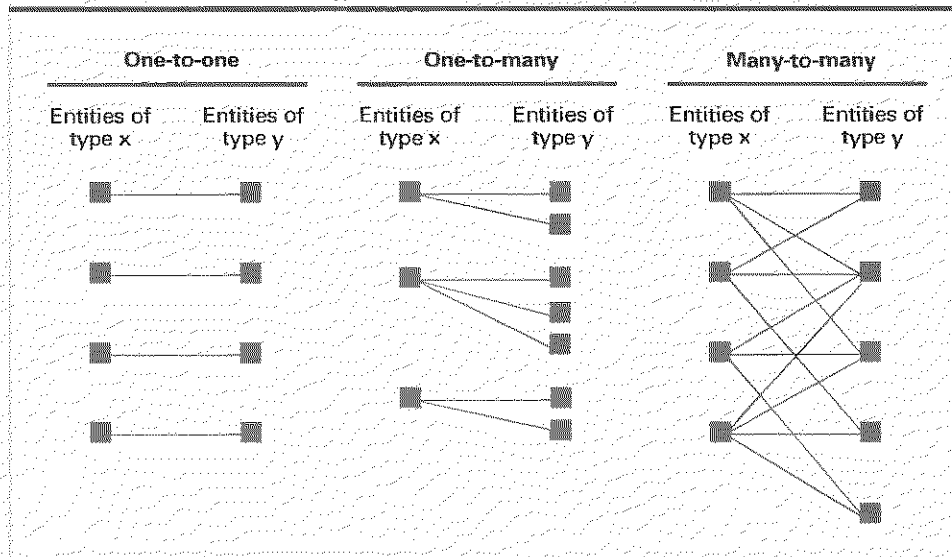 One-to-one
Entities of type x
Entities of type y
One-to-many
Entities of type x
Entities of type y
Many-to-many
Entities of type x
Entities of type y